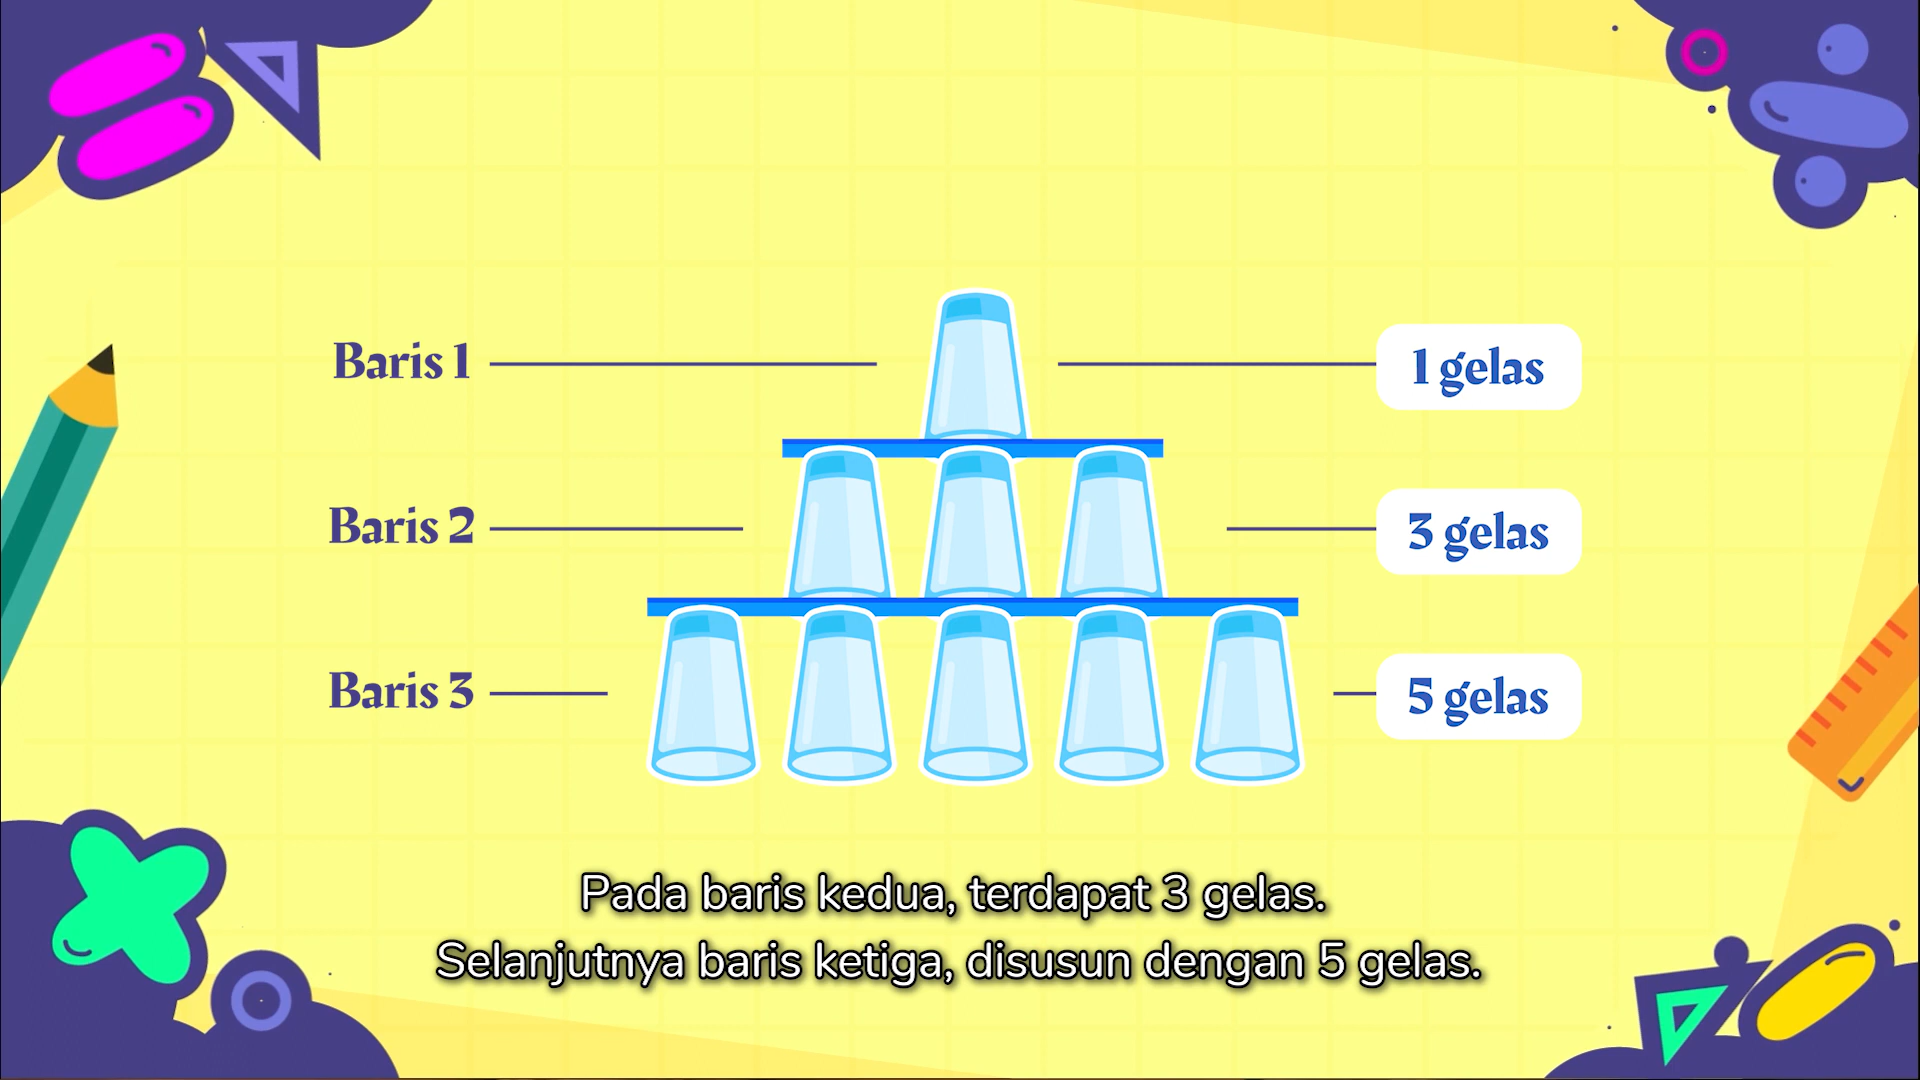 Baris 1
1 gelas
Baris 2
3 gelas
Baris 3
5 gelas
Pada baris kedua, terdapat 3 gelas.
Selanjutnya baris ketiga, disusun dengan 5 gelas.